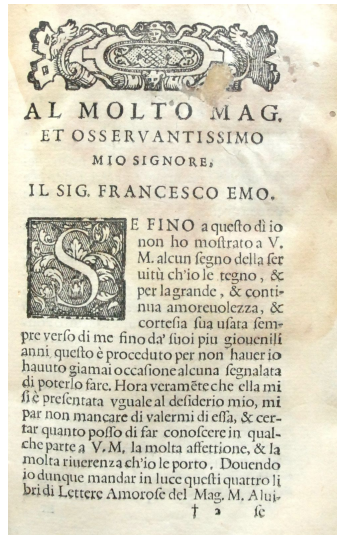 AL MOLTO MAG.
ET OSSERVANTISSIMO
MIO SIGNORE,
IL SIG. FRANCESCO EMO.
SE FINO a queſto dì io
non ho moſtrato a V.
M. alcun ſegno della ſer
uitù ch'io le tegno, &
per la grande, & conti-
nua amoreuolezza, &
corteſia ſua uſata ſem-
pre verſo di me fino da' ſuoi piu giouenili
anni queſto è proceduto per non hauer io
hauuto giamai occaſione alcuna ſegnalata
di poterlo fare. Hora veramẽte che ella mi
ſi è preſentata vguale al deſiderio mio, mi
par non mancare di valermi di eſſa, & cer-
tar quanto poſſo di far conoſcere in qual-
che parte a V. M. la molta affettione, & la
molta riuerenza ch'io le porto. Douendo
io dunque mandar in luce queſti quattro li
bri di Lettere Amoroſe del Mag. M. Alui-
† 2 ſe